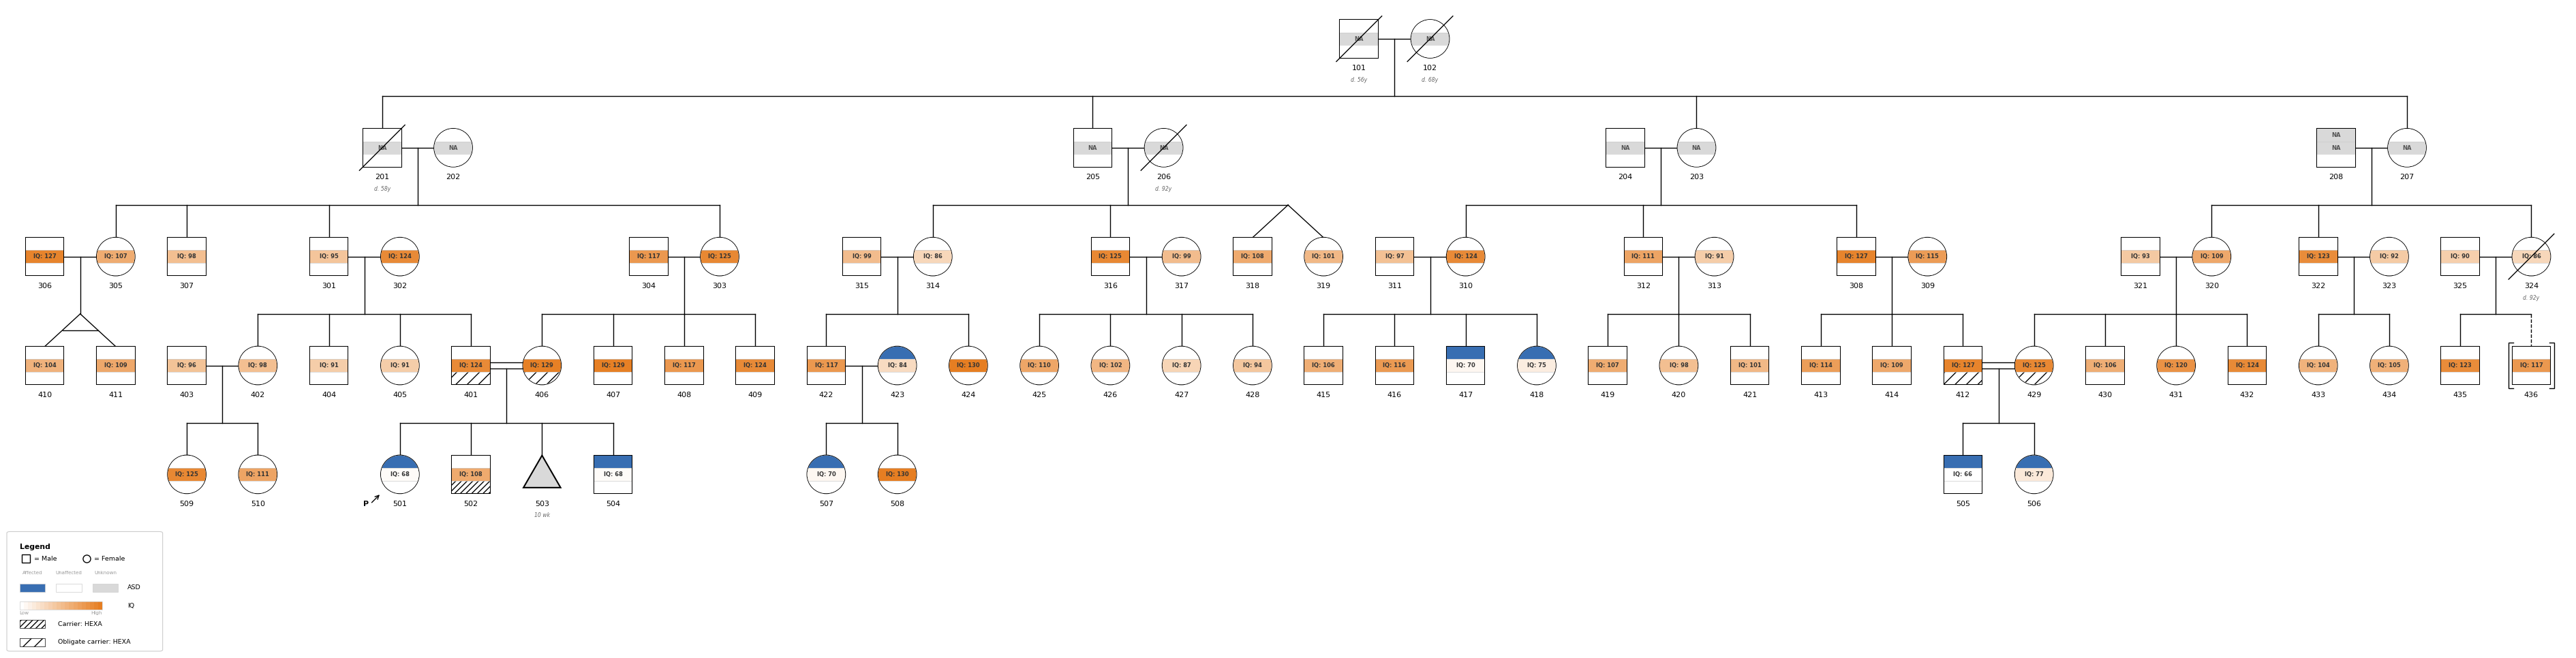 NA NA
101 102
d. 56y d. 68y
NA NA NA NA NA NA NA
NA NA
201 202 205 206 204 203 208 207
d. 58y d. 92y
IQ: 127 IQ: 107 IQ: 98 IQ: 95 IQ: 124 IQ: 117 IQ: 125 IQ: 99 IQ: 86 IQ: 125 IQ: 99 IQ: 108 IQ: 101 IQ: 97 IQ: 124 IQ: 111 IQ: 91 IQ: 127 IQ: 115 IQ: 93 IQ: 109 IQ: 123 IQ: 92 IQ: 90 IQ: 86
306 305 307 301 302 304 303 315 314 316 317 318 319 311 310 312 313 308 309 321 320 322 323 325 324
d. 92y
IQ: 104 IQ: 109 IQ: 96 IQ: 98 IQ: 91 IQ: 91 IQ: 124 IQ: 129 IQ: 129 IQ: 117 IQ: 124 IQ: 117 IQ: 84 IQ: 130 IQ: 110 IQ: 102 IQ: 87 IQ: 94 IQ: 106 IQ: 116 IQ: 70 IQ: 75 IQ: 107 IQ: 98 IQ: 101 IQ: 114 IQ: 109 IQ: 127 IQ: 125 IQ: 106 IQ: 120 IQ: 124 IQ: 104 IQ: 105 IQ: 123 IQ: 117
410 411 403 402 404 405 401 406 407 408 409 422 423 424 425 426 427 428 415 416 417 418 419 420 421 413 414 412 429 430 431 432 433 434 435 436
IQ: 125 IQ: 111 IQ: 68 IQ: 108 IQ: 68 IQ: 70 IQ: 130 IQ: 66 IQ: 77
509 510 P 501 502 503 504 507 508 505 506
10 wk
Legend
= Male = Female
Affected Unaffected Unknown
ASD
IQ
Low High
Carrier: HEXA
Obligate carrier: HEXA